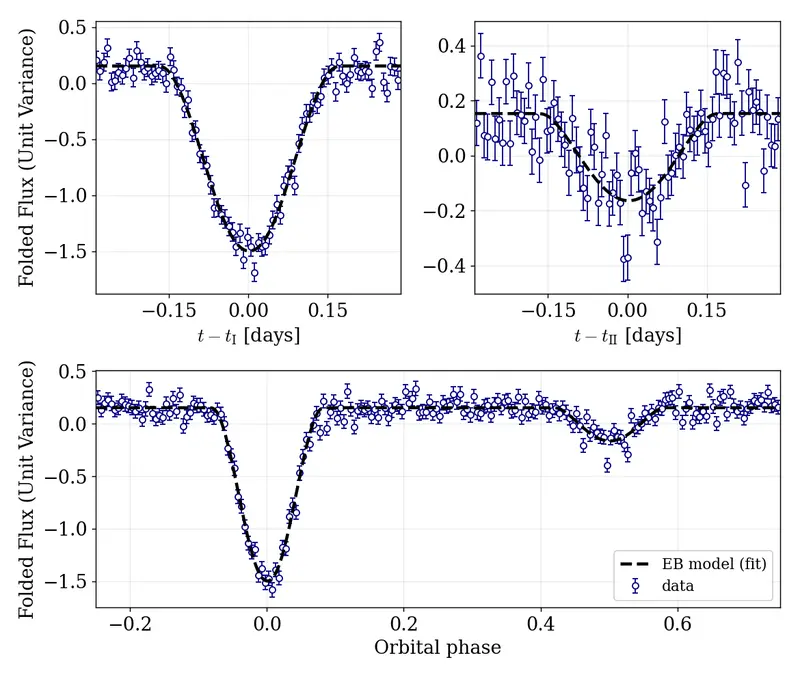 0.5
0.0
−0.5
−1.0
−1.5
Folded Flux (Unit Variance)
−0.15 0.00 0.15
t − t_I [days]
0.4
0.2
0.0
−0.2
−0.4
−0.15 0.00 0.15
t − t_II [days]
0.5
0.0
−0.5
−1.0
−1.5
Folded Flux (Unit Variance)
−0.2 0.0 0.2 0.4 0.6
Orbital phase
EB model (fit)
data